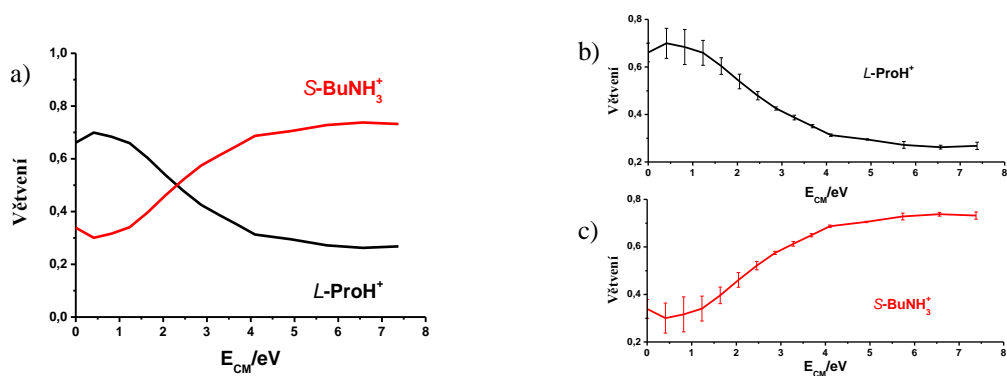 a)
1,0
0,8
0,6
0,4
0,2
0,0
Větvení
S-BuNH₃⁺
L-ProH⁺
0 1 2 3 4 5 6 7 8
E_CM/eV
b)
0,8
0,6
0,4
0,2
Větvení
L-ProH⁺
0 1 2 3 4 5 6 7 8
E_CM/eV
c)
0,8
0,6
0,4
0,2
Větvení
S-BuNH₃⁺
0 1 2 3 4 5 6 7 8
E_CM/eV